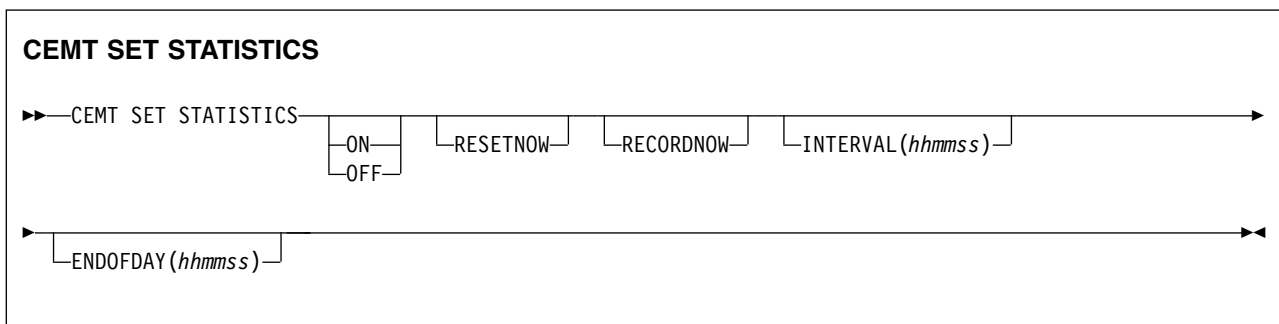 CEMT SET STATISTICS
CEMT SET STATISTICS
ON
OFF
RESETNOW
RECORDNOW
INTERVAL(hhmmss)
ENDOFDAY(hhmmss)